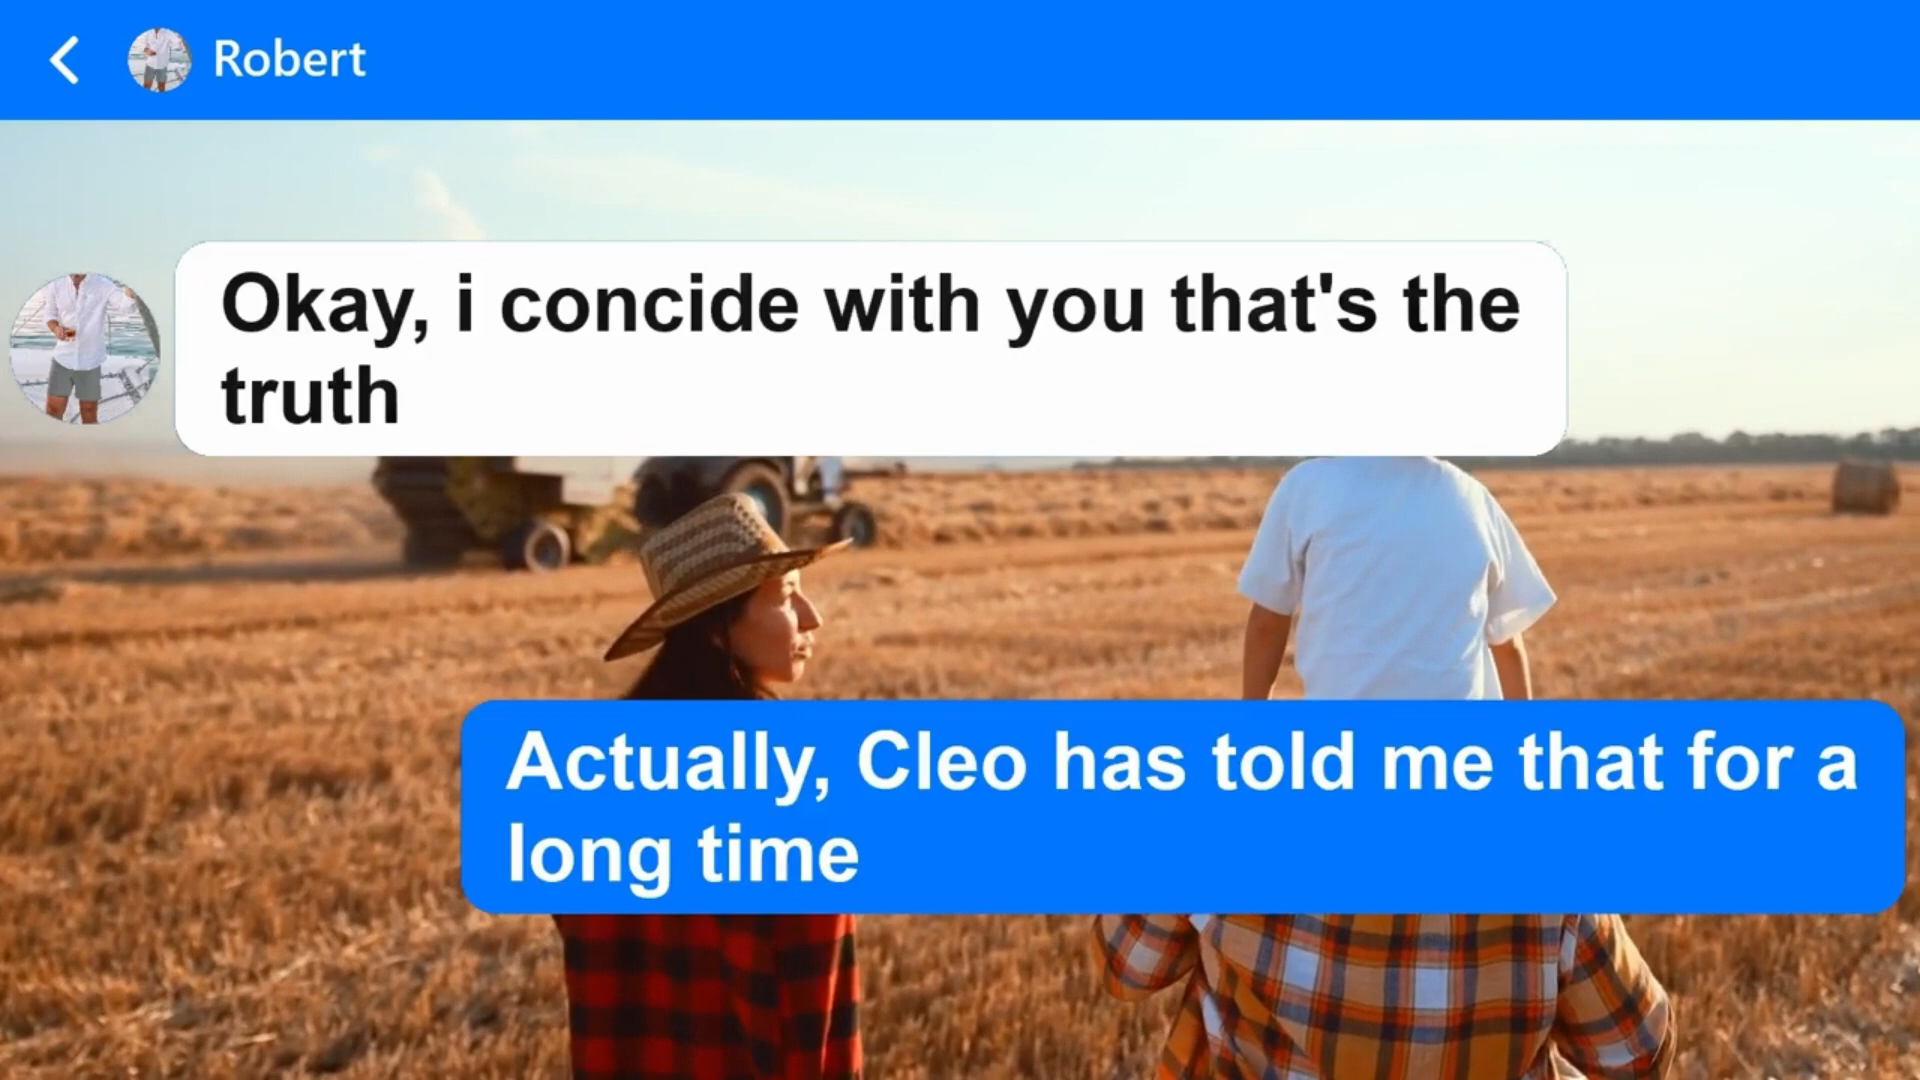 Robert
Okay, i concide with you that's the
truth
Actually, Cleo has told me that for a
long time